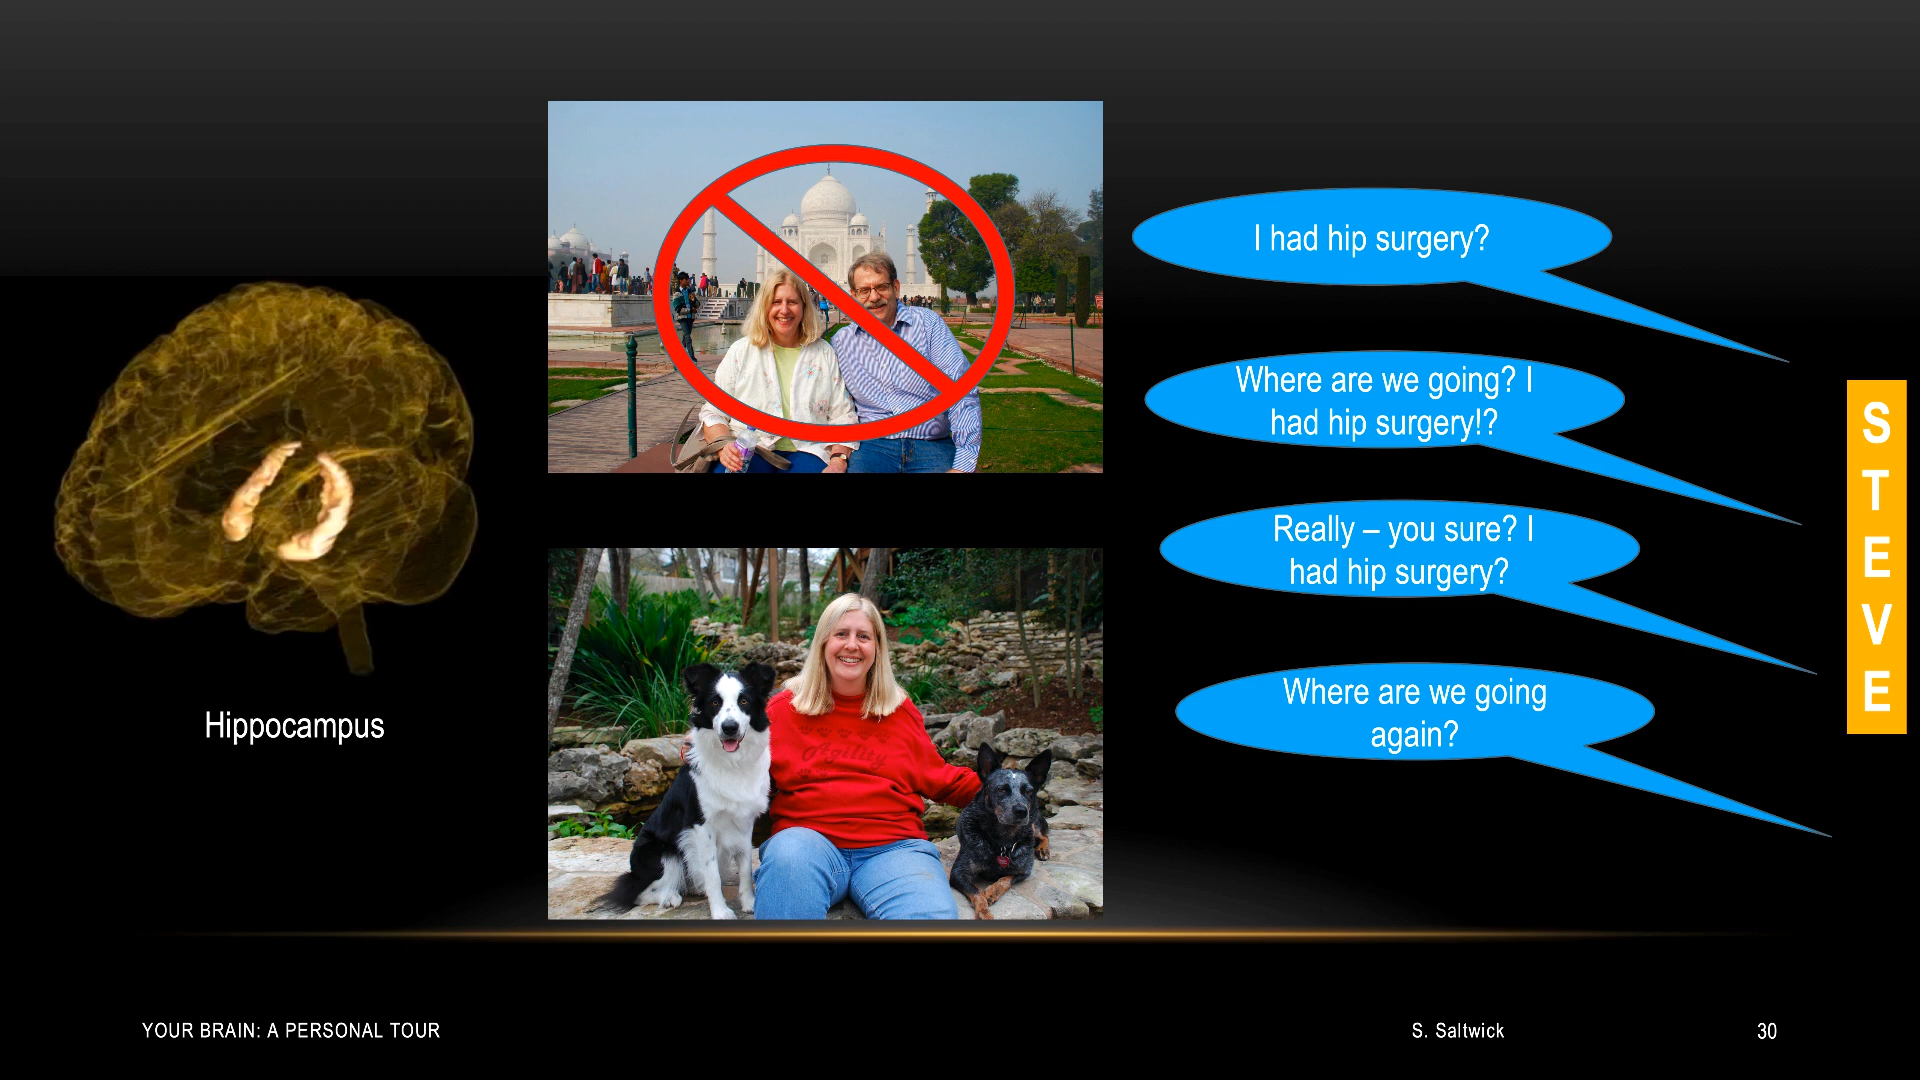 I had hip surgery?
Where are we going? I
had hip surgery!?
Really – you sure? I
had hip surgery?
Where are we going
again?
S
T
E
V
E
Hippocampus
Agility
YOUR BRAIN: A PERSONAL TOUR
S. Saltwick
30